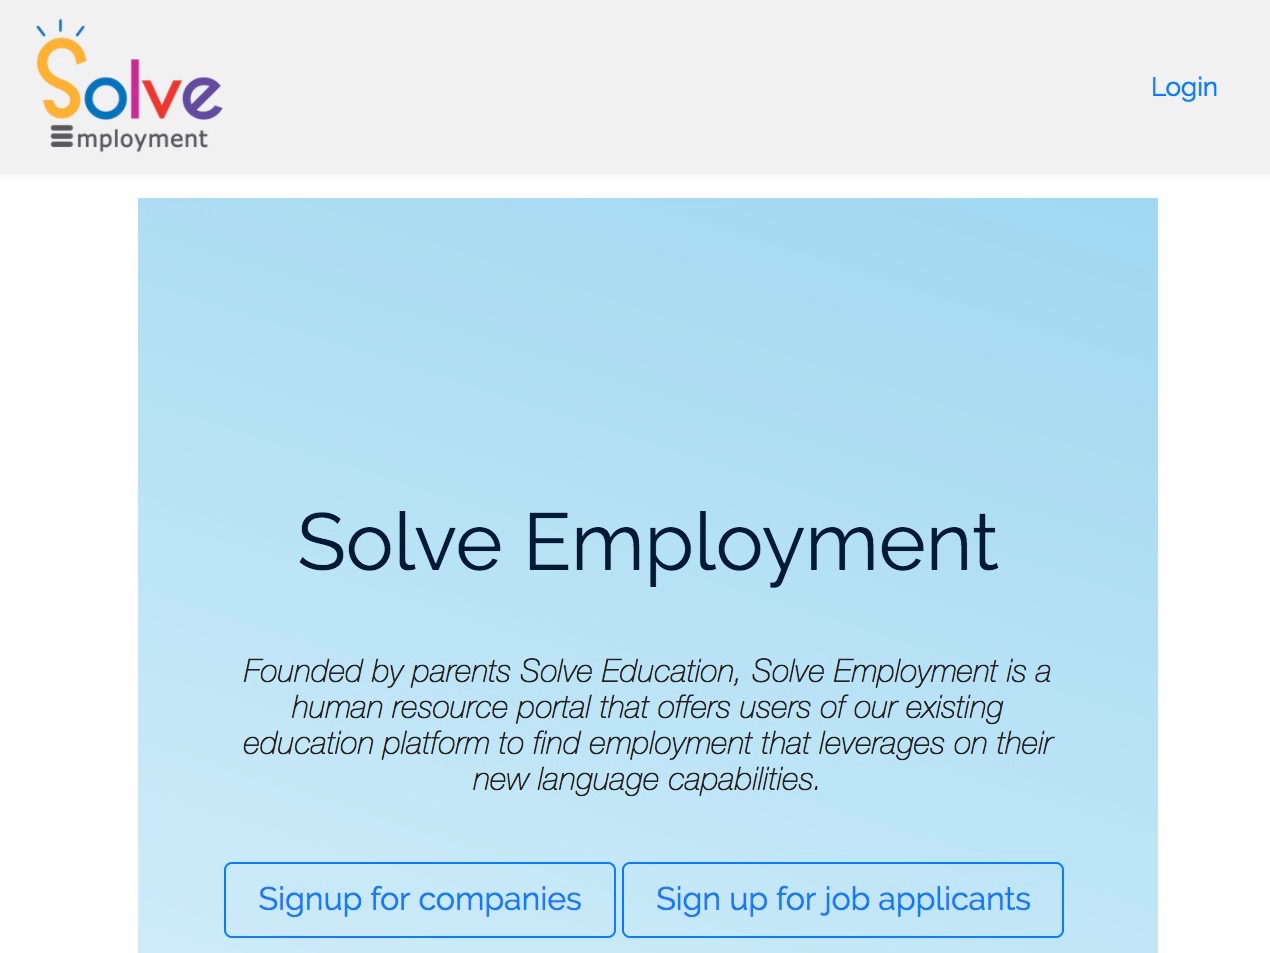 Solve
Employment
Login
Solve Employment
Founded by parents Solve Education, Solve Employment is a
human resource portal that offers users of our existing
education platform to find employment that leverages on their
new language capabilities.
Signup for companies
Sign up for job applicants